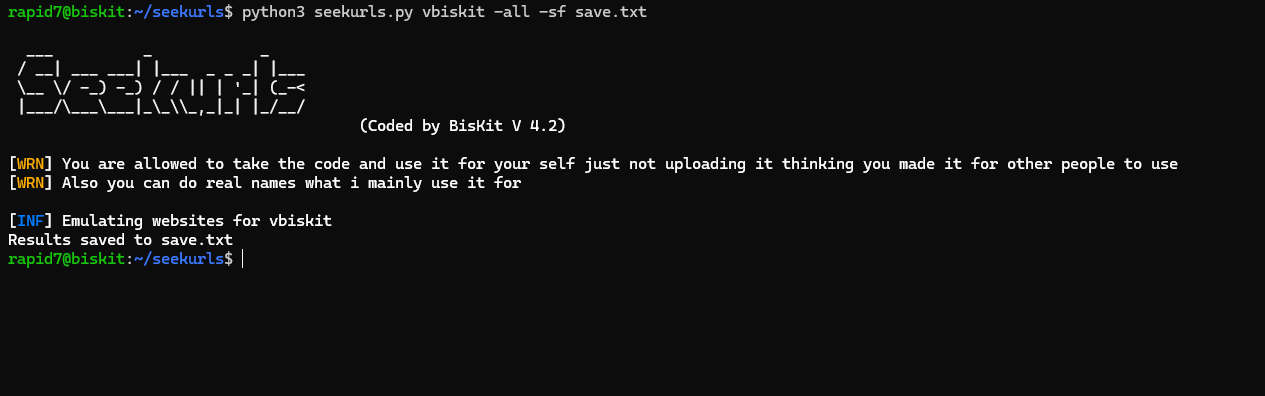 rapid7@biskit:~/seekurls$ python3 seekurls.py vbiskit -all -sf save.txt
Seekurls
(Coded by BisKit V 4.2)
[WRN] You are allowed to take the code and use it for your self just not uploading it thinking you made it for other people to use
[WRN] Also you can do real names what i mainly use it for
[INF] Emulating websites for vbiskit
Results saved to save.txt
rapid7@biskit:~/seekurls$